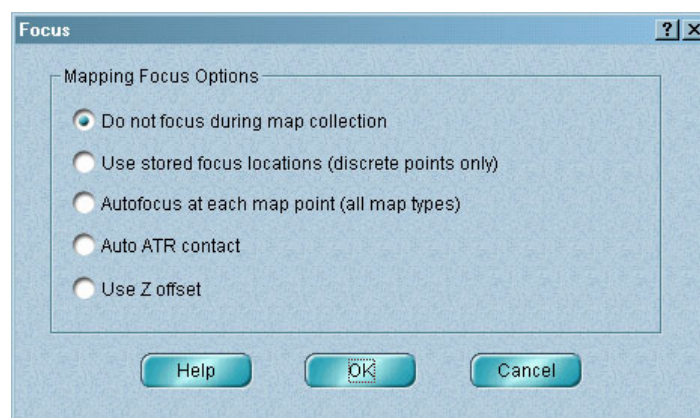 Focus
? X
Mapping Focus Options
Do not focus during map collection
Use stored focus locations (discrete points only)
Autofocus at each map point (all map types)
Auto ATR contact
Use Z offset
Help OK Cancel